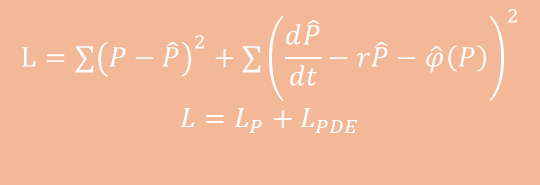 L = ∑(P − P̂)² + ∑(dP̂/dt − rP̂ − φ̂(P))²
L = L_P + L_PDE